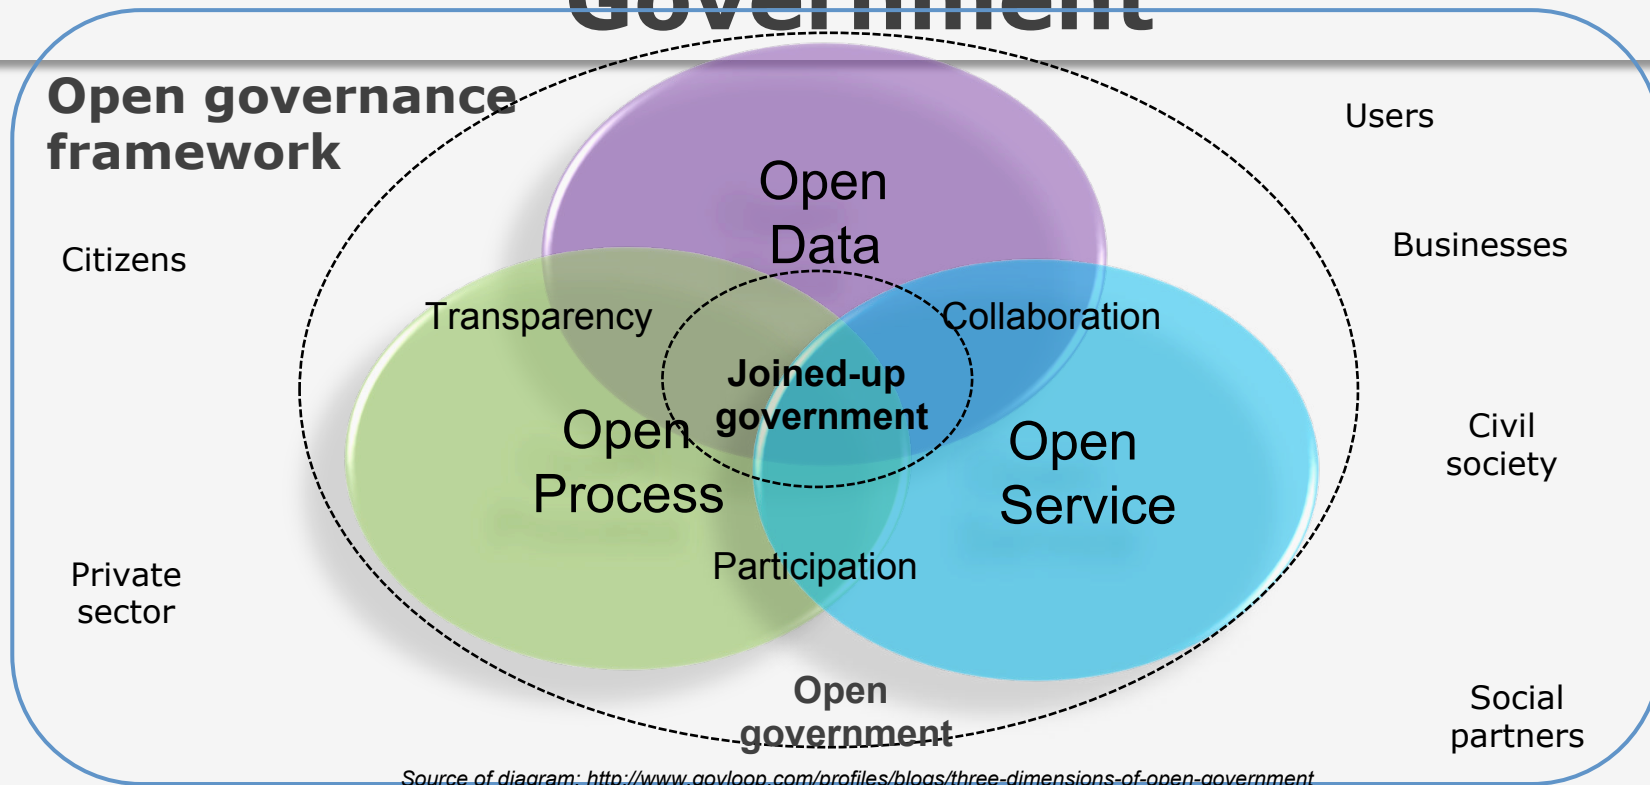 Government
Open governance
framework
Users
Open
Data
Citizens
Businesses
Transparency
Collaboration
Joined-up
government
Open
Process
Open
Service
Civil
society
Participation
Private
sector
Open
government
Social
partners
Source of diagram: http://www.govloop.com/profiles/blogs/three-dimensions-of-open-government